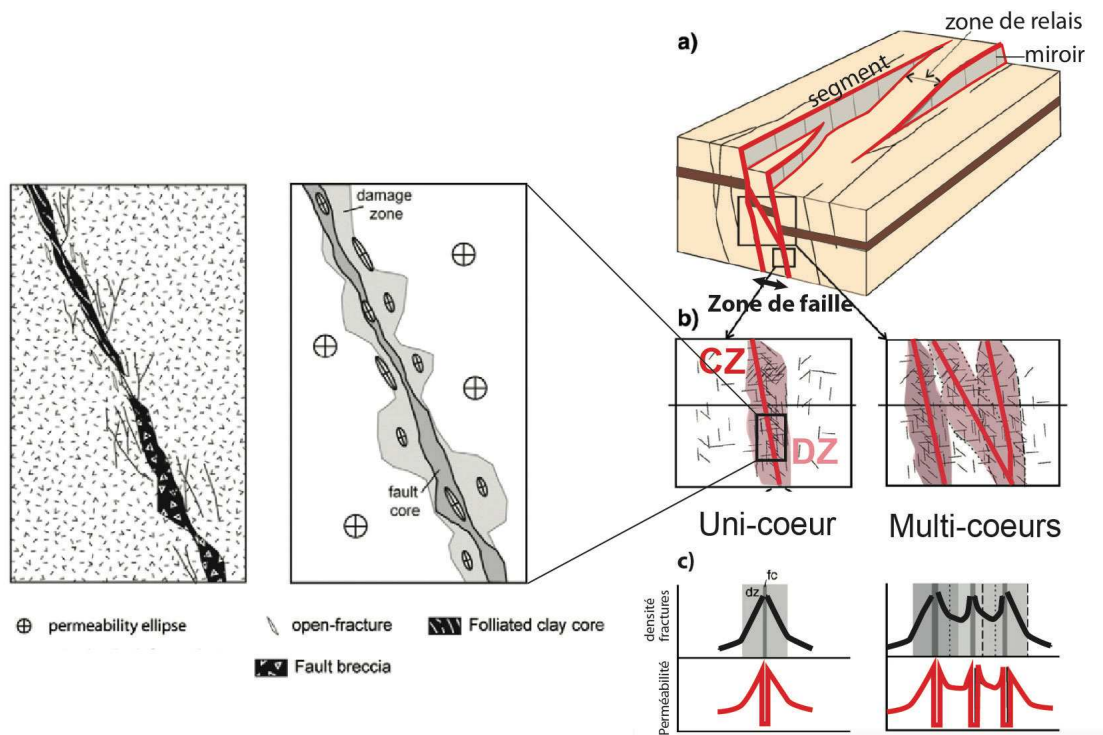 a)
zone de relais
miroir
segment
damage
zone
fault
core
Zone de faille
b)
CZ
DZ
Uni-coeur
Multi-coeurs
c)
fc
dz
densité
fractures
Perméabilité
permeability ellipse
open-fracture
Folliated clay core
Fault breccia